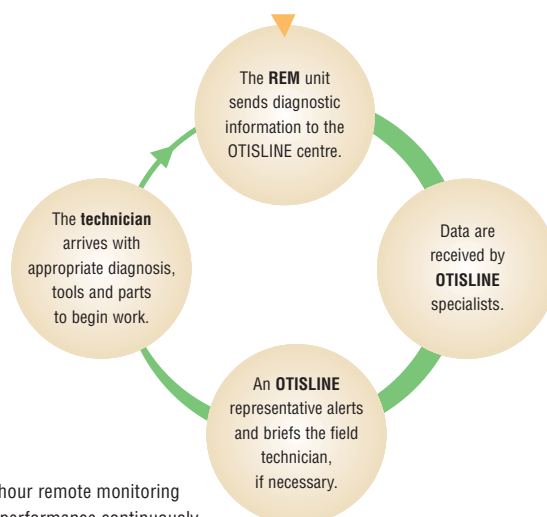 The REM unit
sends diagnostic
information to the
OTISLINE centre.
Data are
received by
OTISLINE
specialists.
An OTISLINE
representative alerts
and briefs the field
technician,
if necessary.
The technician
arrives with
appropriate diagnosis,
tools and parts
to begin work.
hour remote monitoring
performance continuously